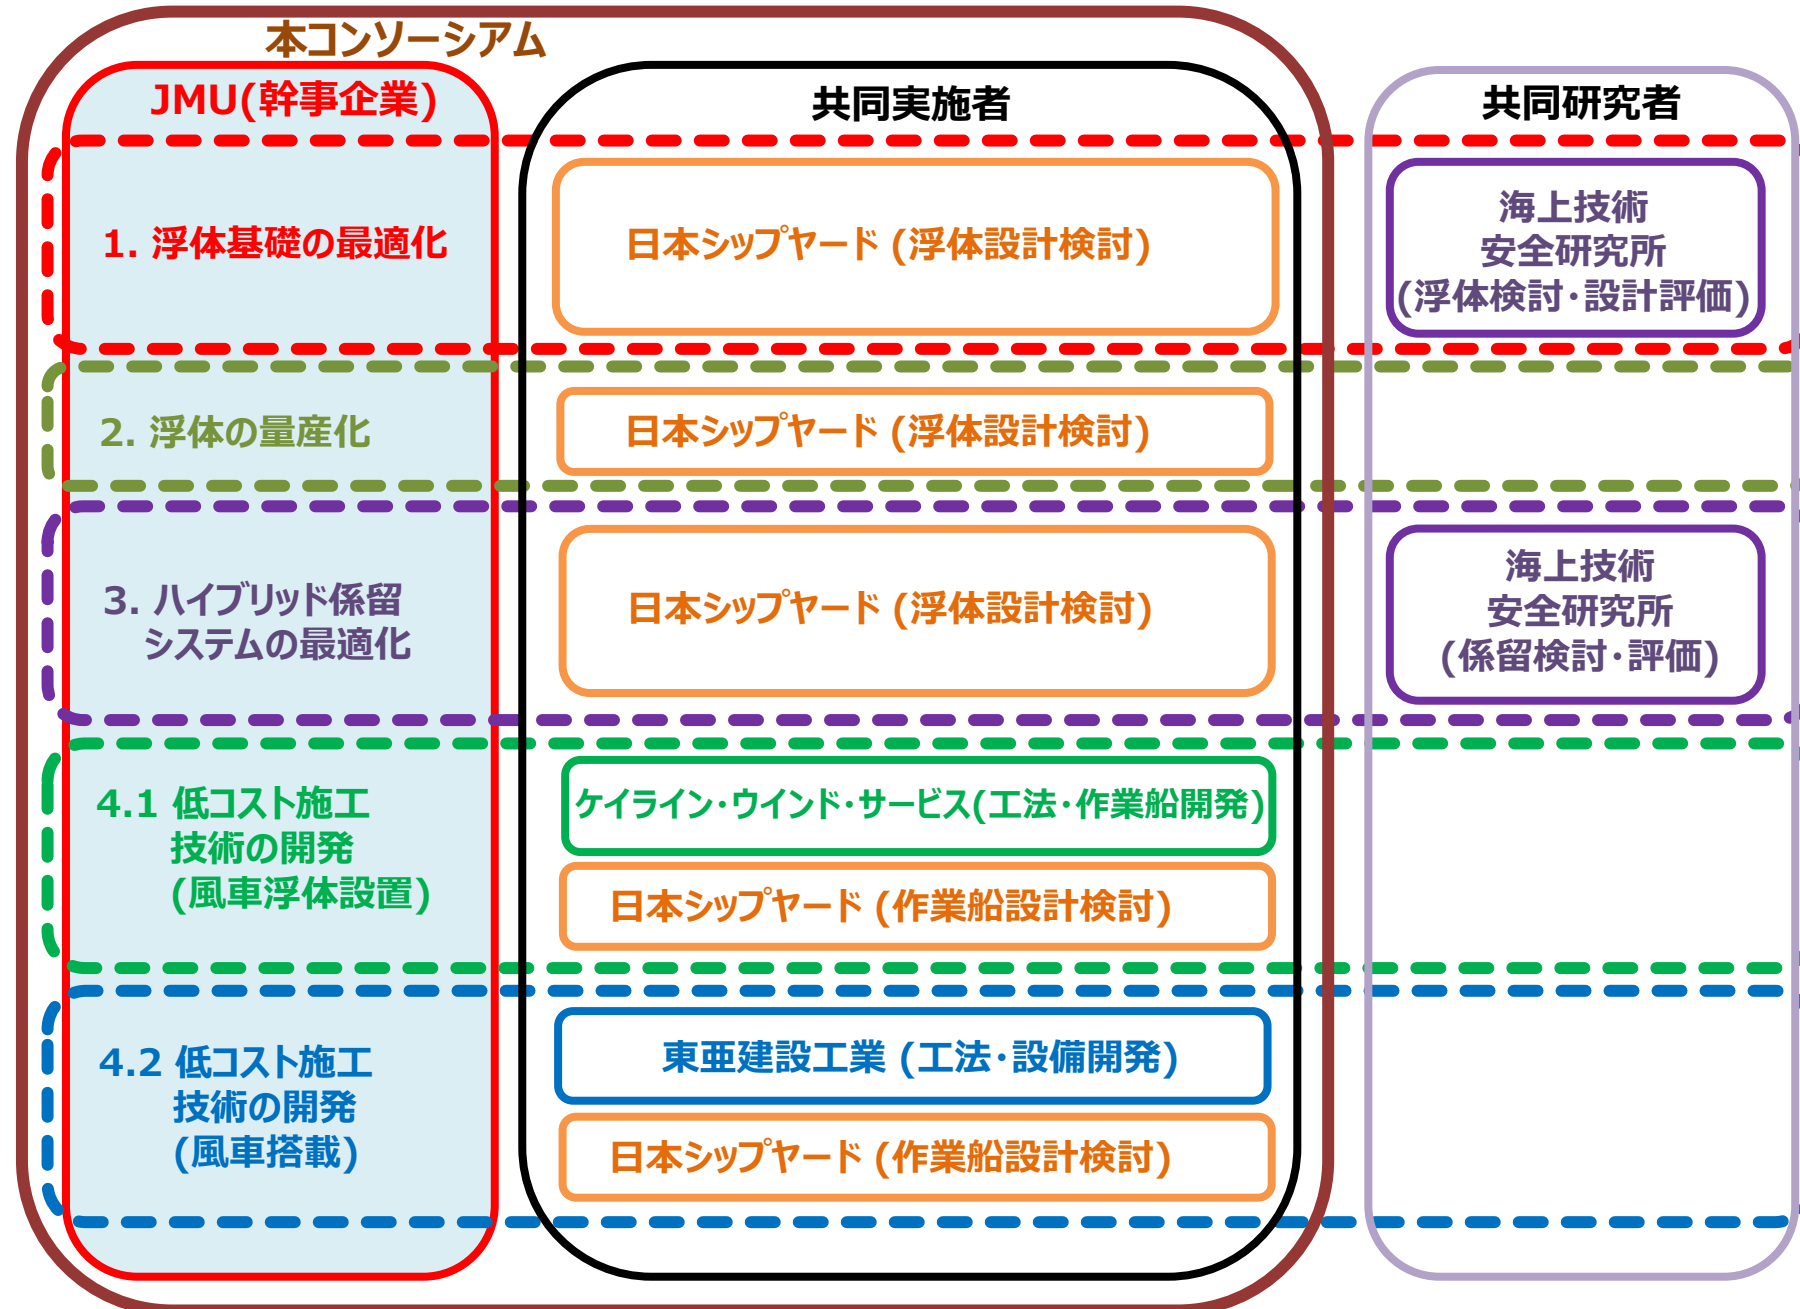 本コンソーシアム
JMU(幹事企業)
共同実施者
共同研究者
1. 浮体基礎の最適化
日本シップヤード (浮体設計検討)
海上技術
安全研究所
(浮体検討・設計評価)
2. 浮体の量産化
日本シップヤード (浮体設計検討)
3. ハイブリッド係留
システムの最適化
日本シップヤード (浮体設計検討)
海上技術
安全研究所
(係留検討・評価)
4.1 低コスト施工
技術の開発
(風車浮体設置)
ケイライン・ウインド・サービス(工法・作業船開発)
日本シップヤード (作業船設計検討)
4.2 低コスト施工
技術の開発
(風車搭載)
東亜建設工業 (工法・設備開発)
日本シップヤード (作業船設計検討)